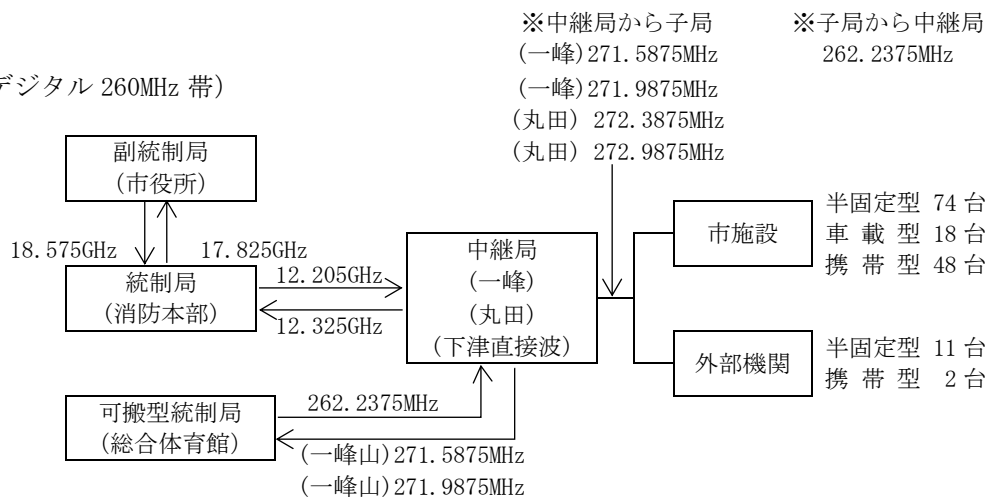 ※中継局から子局 ※子局から中継局
(一峰)271.5875MHz 262.2375MHz
デジタル 260MHz 帯)
(一峰)271.9875MHz
(丸田) 272.3875MHz
(丸田) 272.9875MHz
副統制局
(市役所)
18.575GHz 17.825GHz
統制局
(消防本部)
12.205GHz
12.325GHz
中継局
(一峰)
(丸田)
(下津直接波)
市施設
半固定型 74 台
車 載 型 18 台
携 帯 型 48 台
外部機関
半固定型 11 台
携 帯 型 2 台
可搬型統制局
(総合体育館)
262.2375MHz
(一峰山)271.5875MHz
(一峰山)271.9875MHz